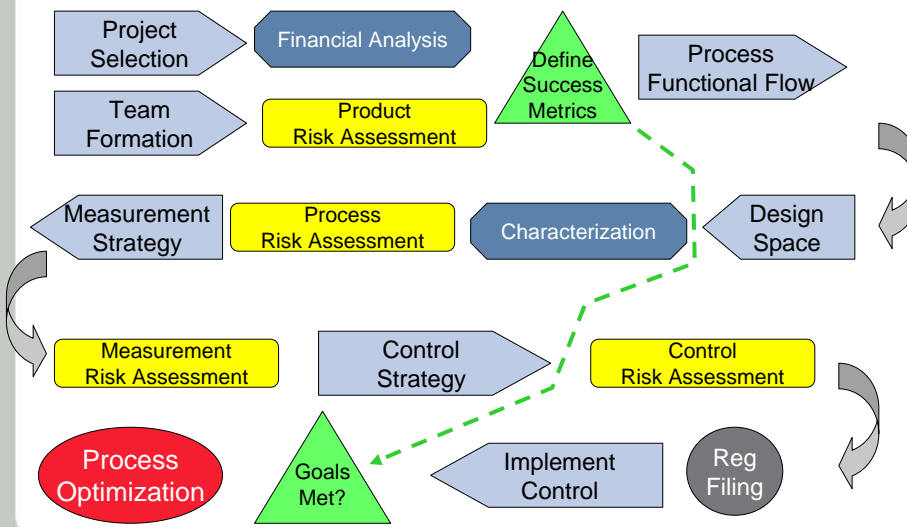 Project
Selection
Financial Analysis
Define
Success
Metrics
Process
Functional Flow
Team
Formation
Product
Risk Assessment
Measurement
Strategy
Process
Risk Assessment
Characterization
Design
Space
Measurement
Risk Assessment
Control
Strategy
Control
Risk Assessment
Process
Optimization
Goals
Met?
Implement
Control
Reg
Filing